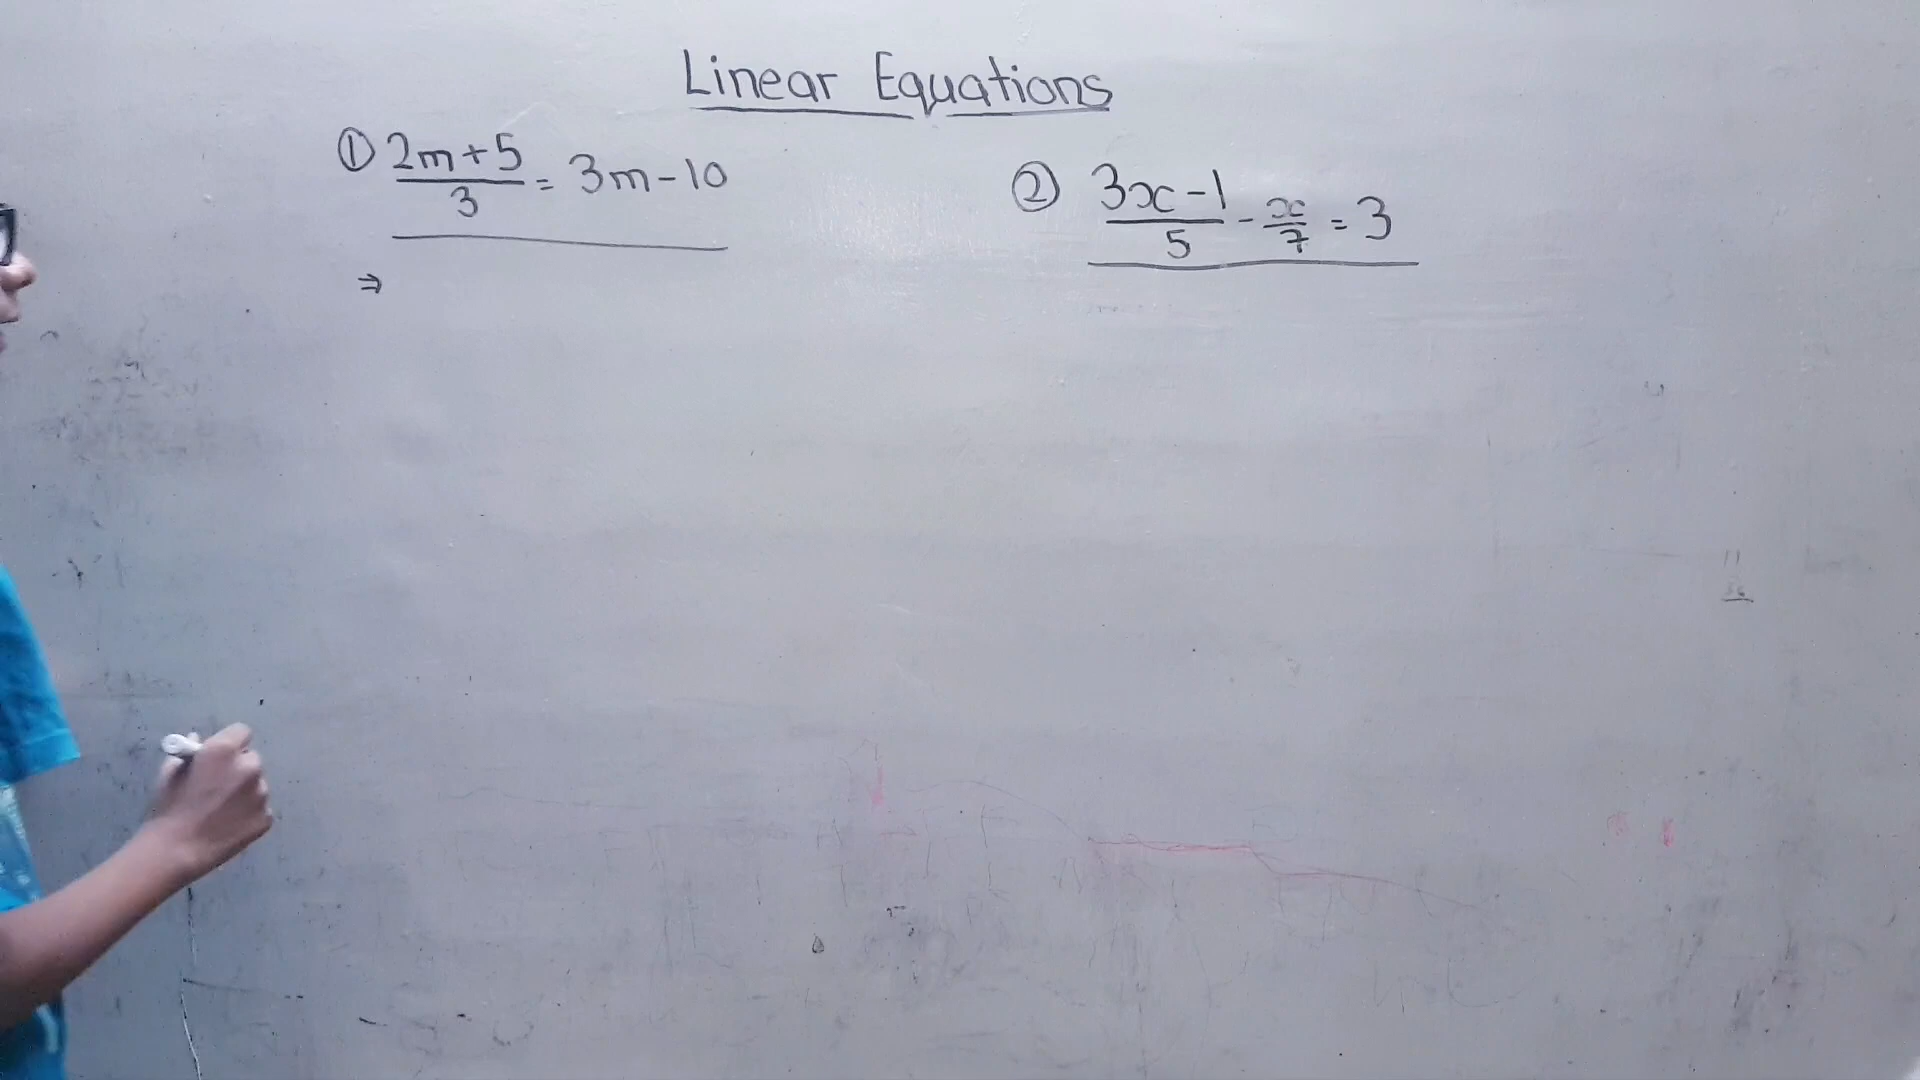 Linear Equations
① 2m+5/3 = 3m-10
② 3x-1/5 - x/7 = 3
⇒